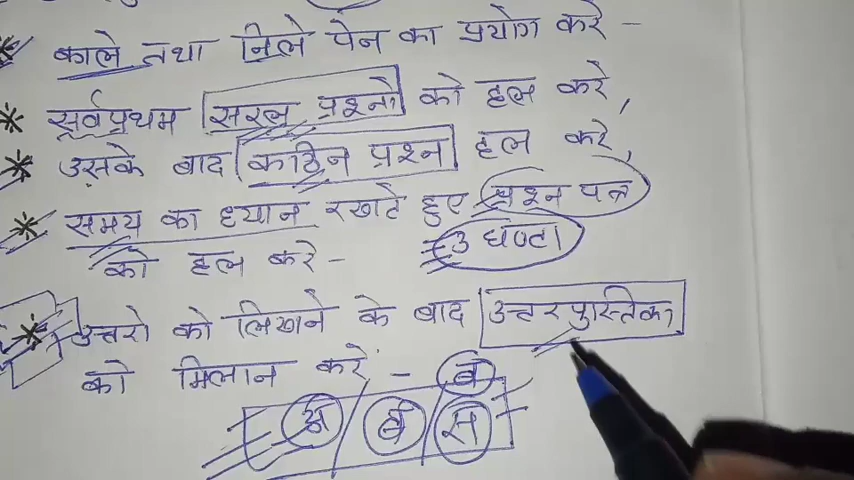 काले तथा निले पेन का प्रयोग करे -
सर्वप्रथम सरल प्रश्नो को हल करे,
उसके बाद कठिन प्रश्न हल करे,
समय का ध्यान रखते हुए प्रश्न पत्र
3 घण्टा
को हल करे -
उत्तरो को लिखने के बाद उत्तरपुस्तिका
को मिलान करे - ब
अ ब स